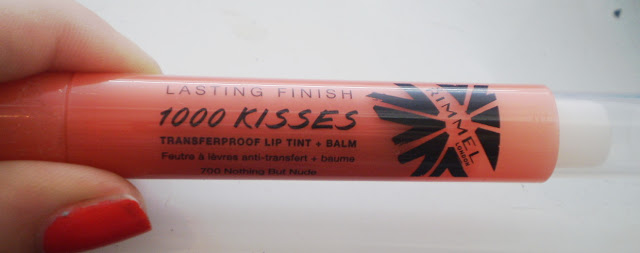 LASTING FINISH
1000 KISSES
TRANSFERPROOF LIP TINT + BALM
Feutre à lèvres anti-transfert + baume
700 Nothing But Nude
RIMMEL
LONDON